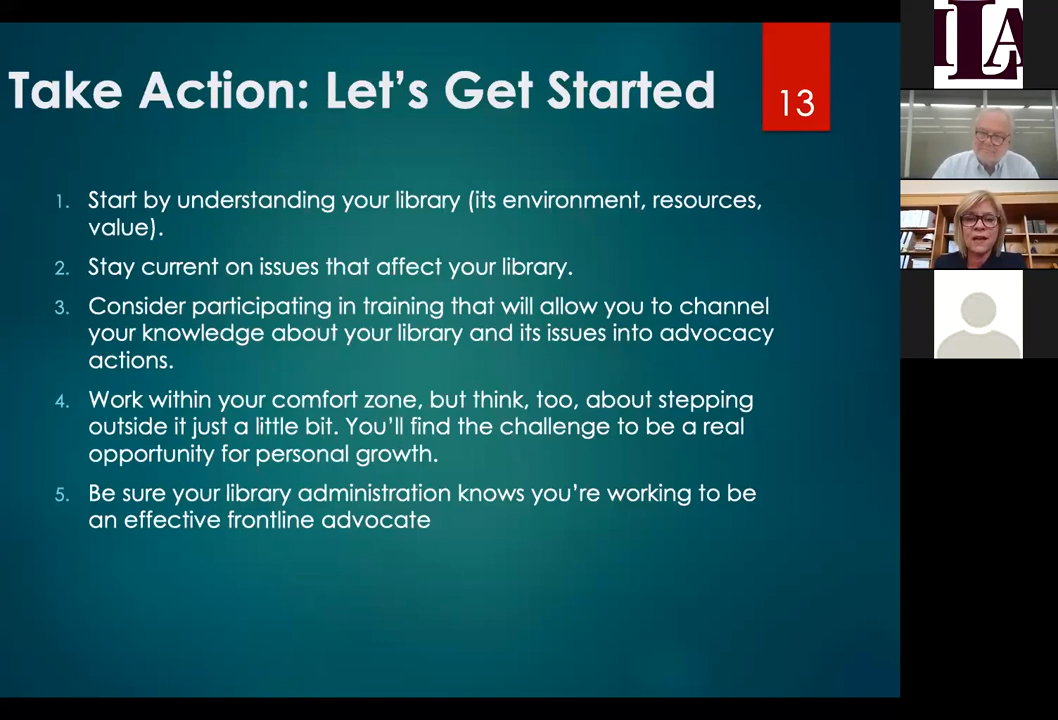 Take Action: Let's Get Started
13
1. Start by understanding your library (its environment, resources,
value).
2. Stay current on issues that affect your library.
3. Consider participating in training that will allow you to channel
your knowledge about your library and its issues into advocacy
actions.
4. Work within your comfort zone, but think, too, about stepping
outside it just a little bit. You'll find the challenge to be a real
opportunity for personal growth.
5. Be sure your library administration knows you're working to be
an effective frontline advocate
LA